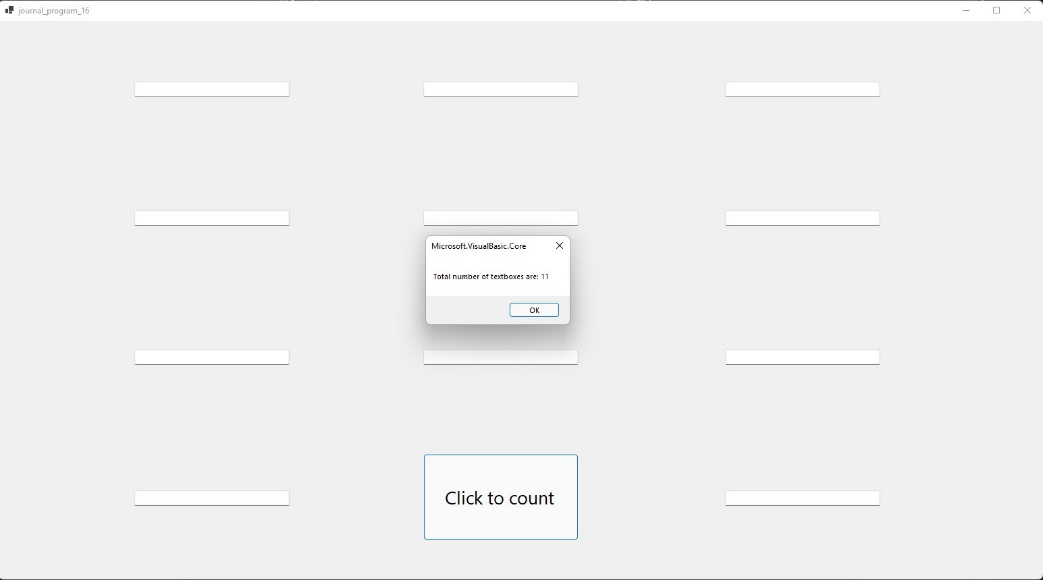 journal_program_16
Microsoft.VisualBasic.Core
Total number of textboxes are: 11
OK
Click to count